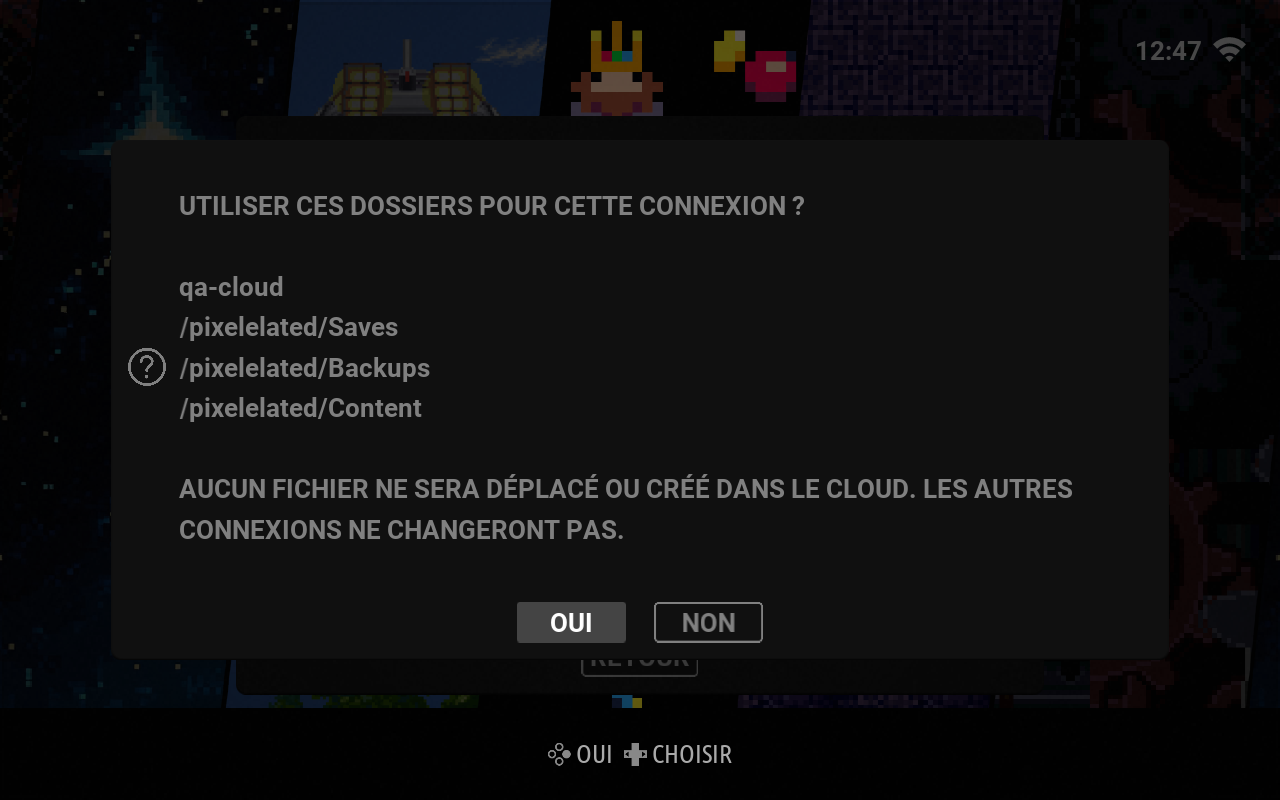 12:47
UTILISER CES DOSSIERS POUR CETTE CONNEXION ?
qa-cloud
/pixelelated/Saves
/pixelelated/Backups
/pixelelated/Content
AUCUN FICHIER NE SERA DÉPLACÉ OU CRÉÉ DANS LE CLOUD. LES AUTRES
CONNEXIONS NE CHANGERONT PAS.
OUI NON
RETOUR
OUI CHOISIR